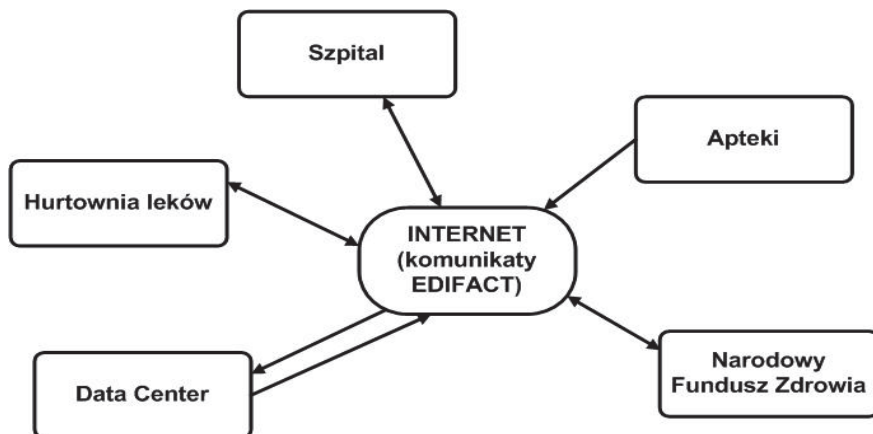 Szpital
Apteki
Hurtownia leków
INTERNET
(komunikaty
EDIFACT)
Narodowy
Fundusz Zdrowia
Data Center